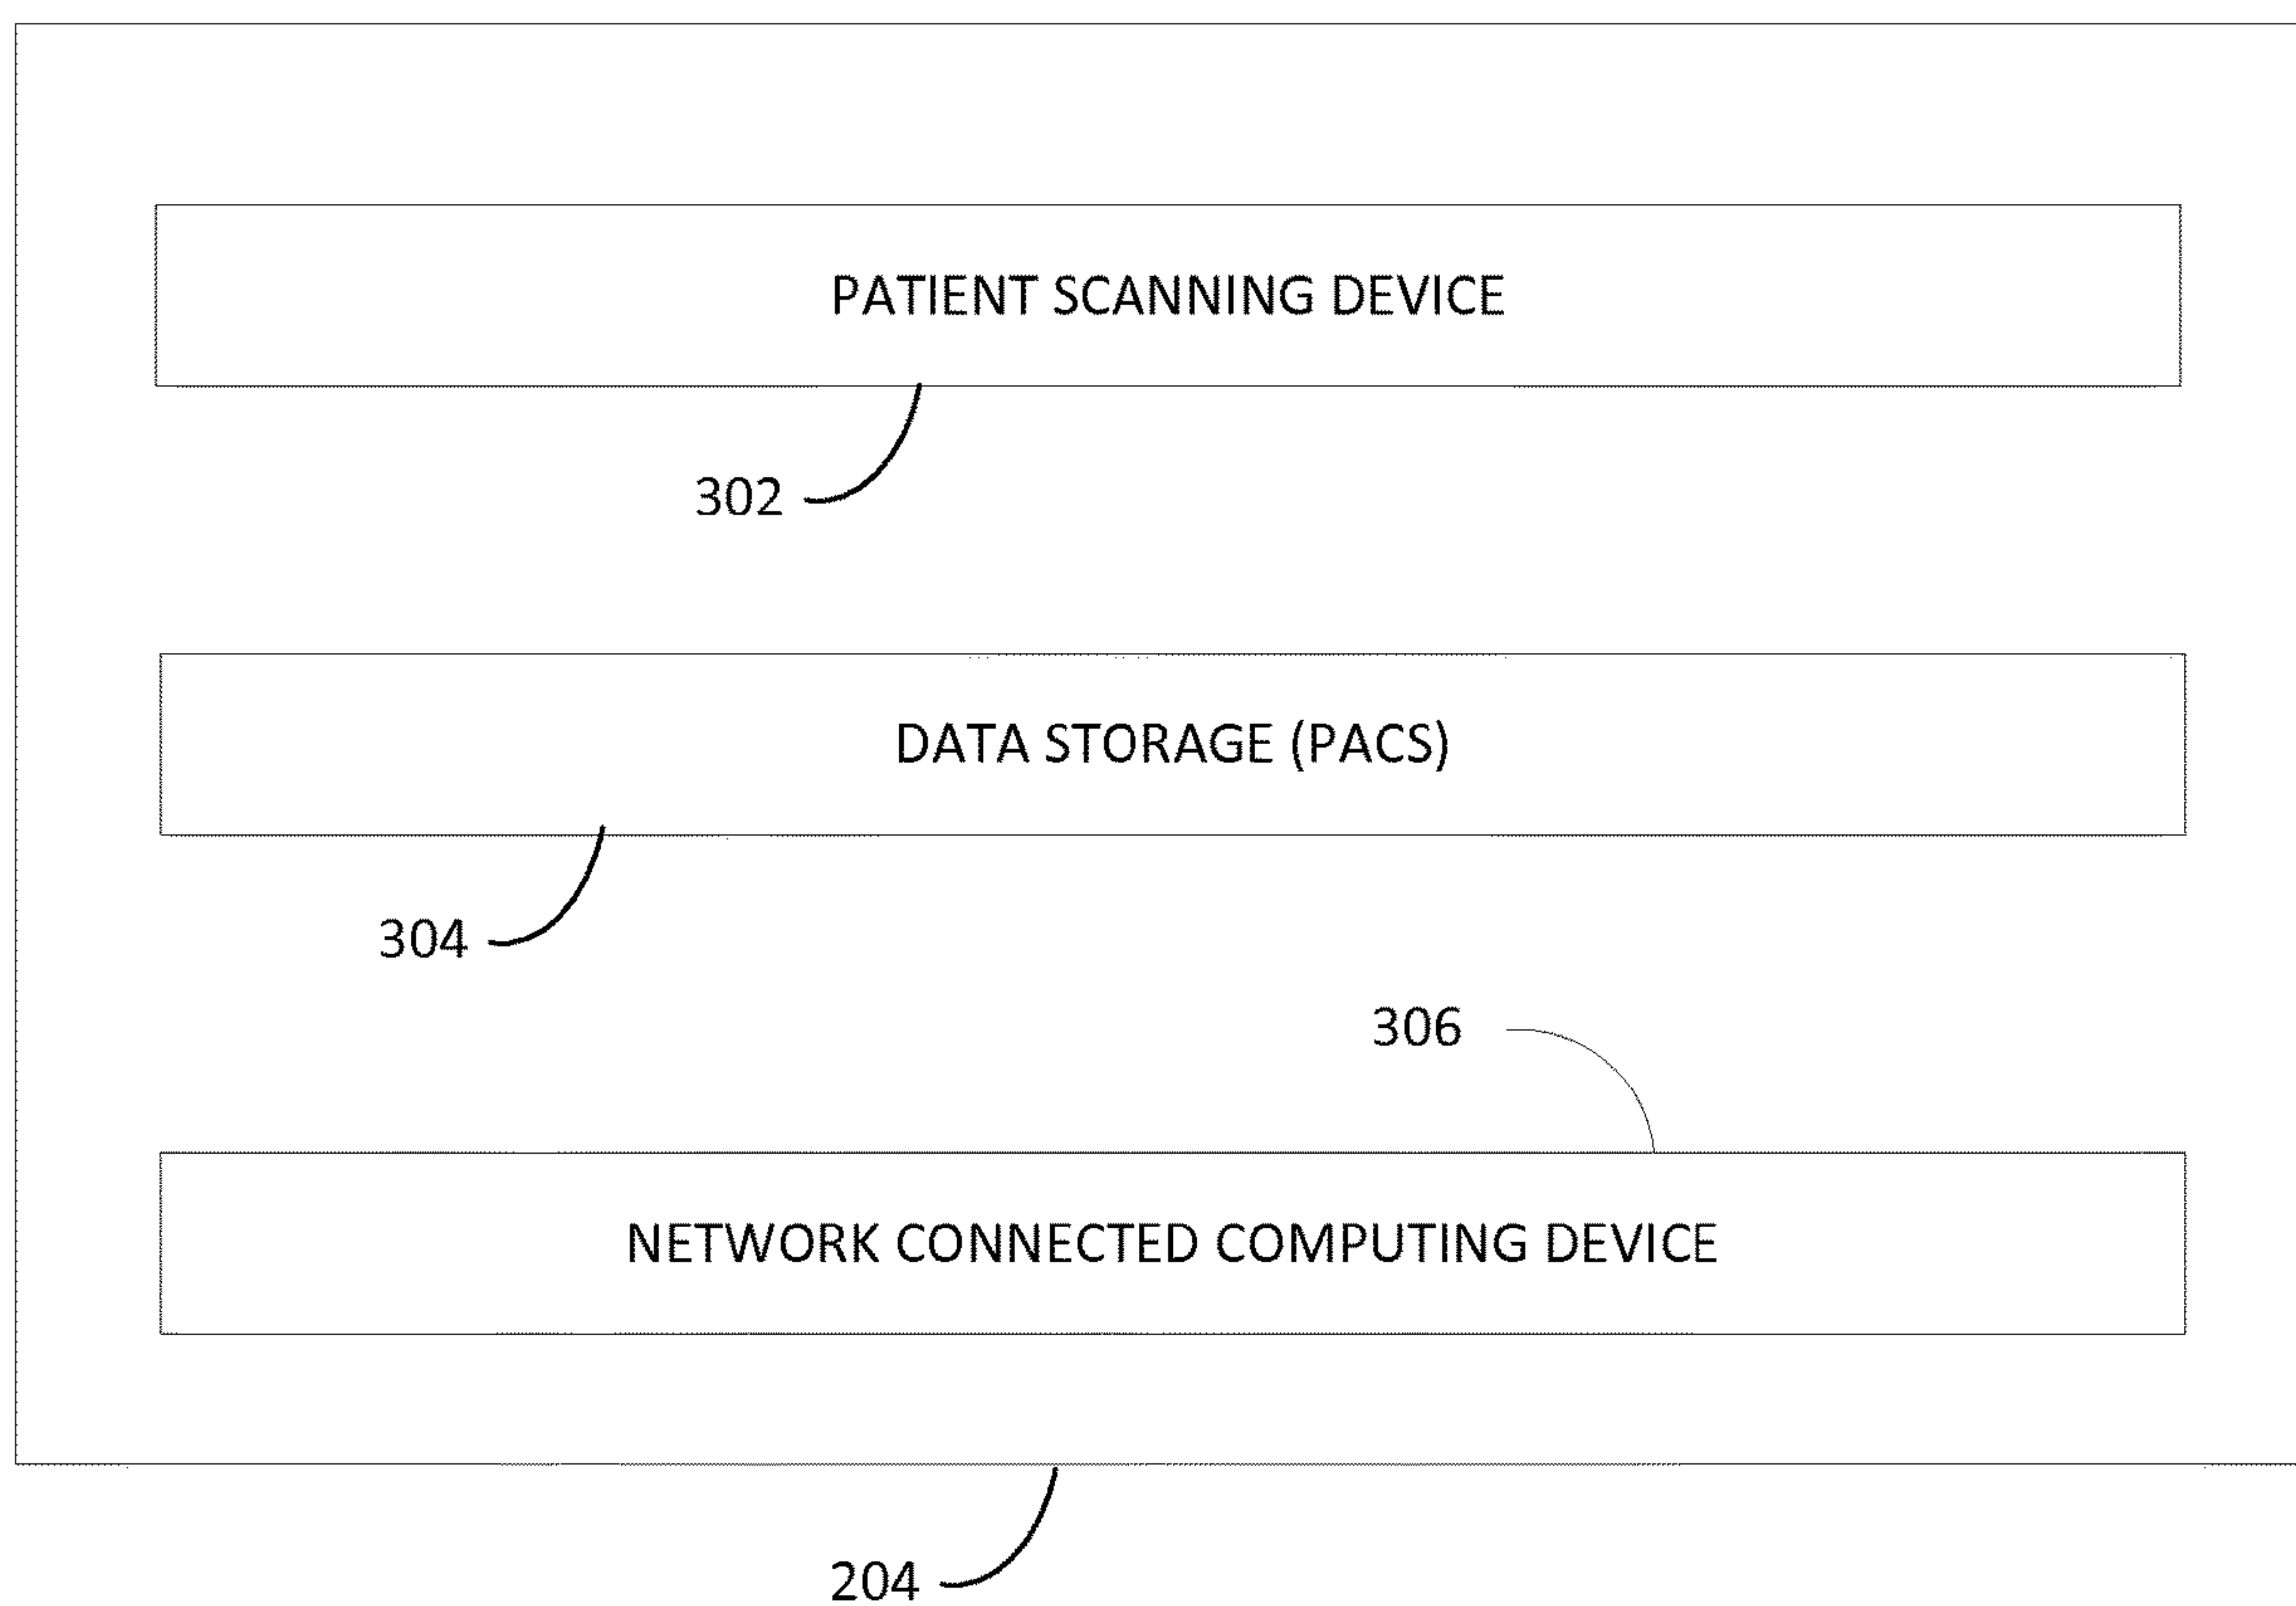 PATIENT SCANNING DEVICE
302
DATA STORAGE (PACS)
304
306
NETWORK CONNECTED COMPUTING DEVICE
204